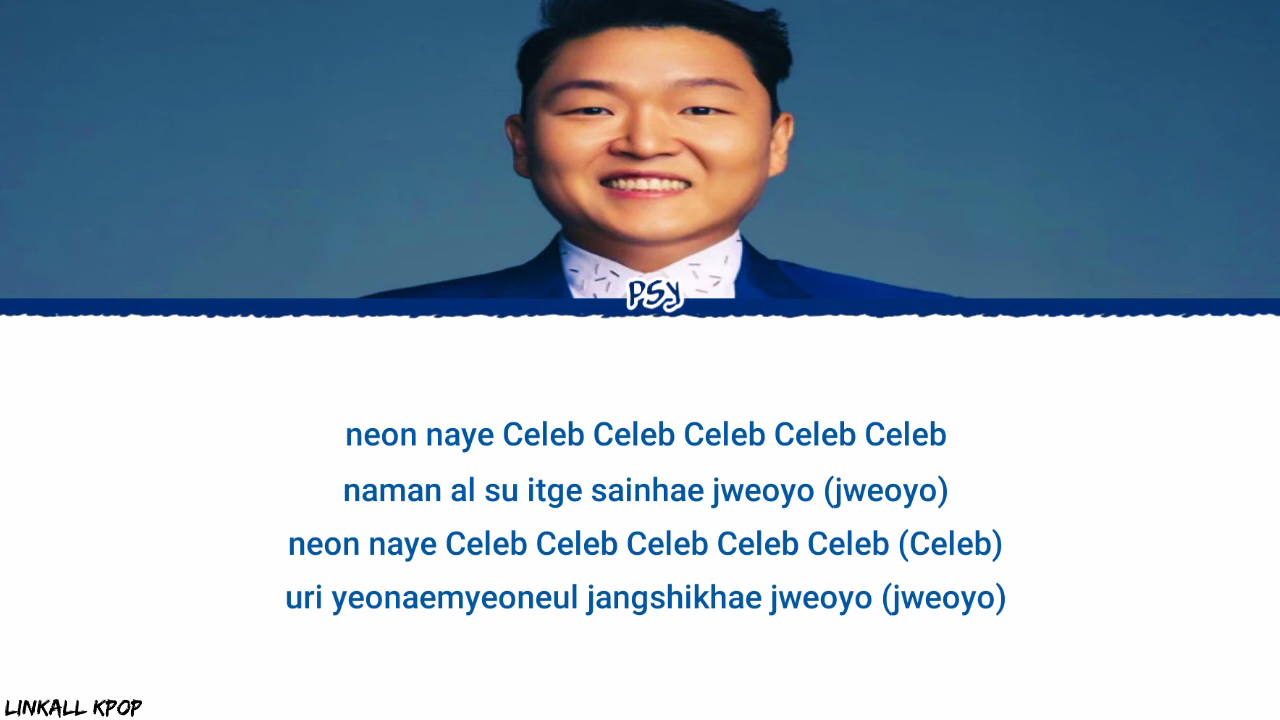 PSY
neon naye Celeb Celeb Celeb Celeb Celeb
naman al su itge sainhae jweoyo (jweoyo)
neon naye Celeb Celeb Celeb Celeb Celeb (Celeb)
uri yeonaemyeoneul jangshikhae jweoyo (jweoyo)
LINKALL KPOP